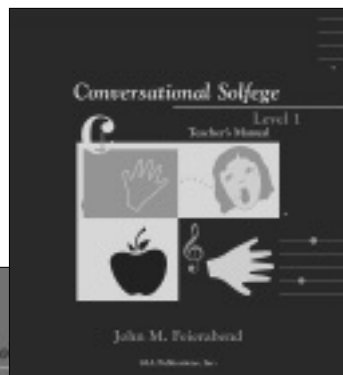 Conversational Solfege
Level 1
Teacher's Manual
John M. Feierabend
GIA Publications, Inc.